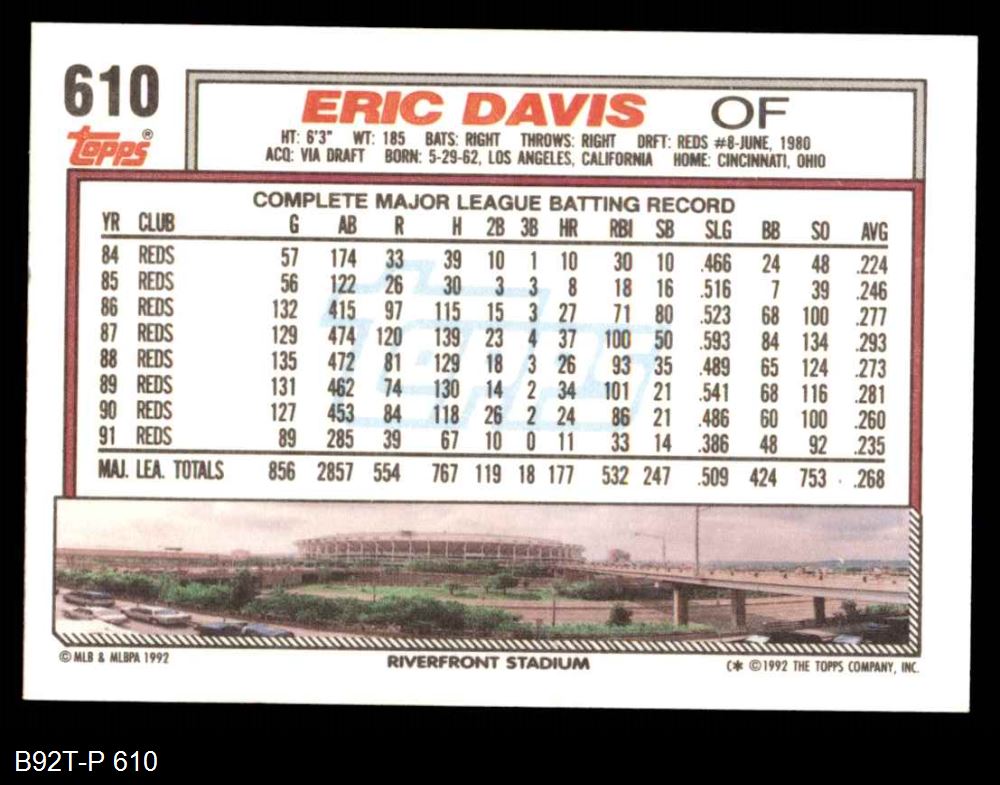 610
Topps®
ERIC DAVIS OF
HT: 6'3" WT: 185 BATS: RIGHT THROWS: RIGHT DRFT: REDS #8-JUNE, 1980
ACQ: VIA DRAFT BORN: 5-29-62, LOS ANGELES, CALIFORNIA HOME: CINCINNATI, OHIO
COMPLETE MAJOR LEAGUE BATTING RECORD
YR CLUB G AB R H 2B 3B HR RBI SB SLG BB SO AVG
84 REDS 57 174 33 39 10 1 10 30 10 .466 24 48 .224
85 REDS 56 122 26 30 3 3 8 18 16 .516 7 39 .246
86 REDS 132 415 97 115 15 3 27 71 80 .523 68 100 .277
87 REDS 129 474 120 139 23 4 37 100 50 .593 84 134 .293
88 REDS 135 472 81 129 18 3 26 93 35 .489 65 124 .273
89 REDS 131 462 74 130 14 2 34 101 21 .541 68 116 .281
90 REDS 127 453 84 118 26 2 24 86 21 .486 60 100 .260
91 REDS 89 285 39 67 10 0 11 33 14 .386 48 92 .235
MAJ. LEA. TOTALS 856 2857 554 767 119 18 177 532 247 .509 424 753 .268
Topps
© MLB & MLBPA 1992 RIVERFRONT STADIUM (* © 1992 THE TOPPS COMPANY, INC.
B92T-P 610